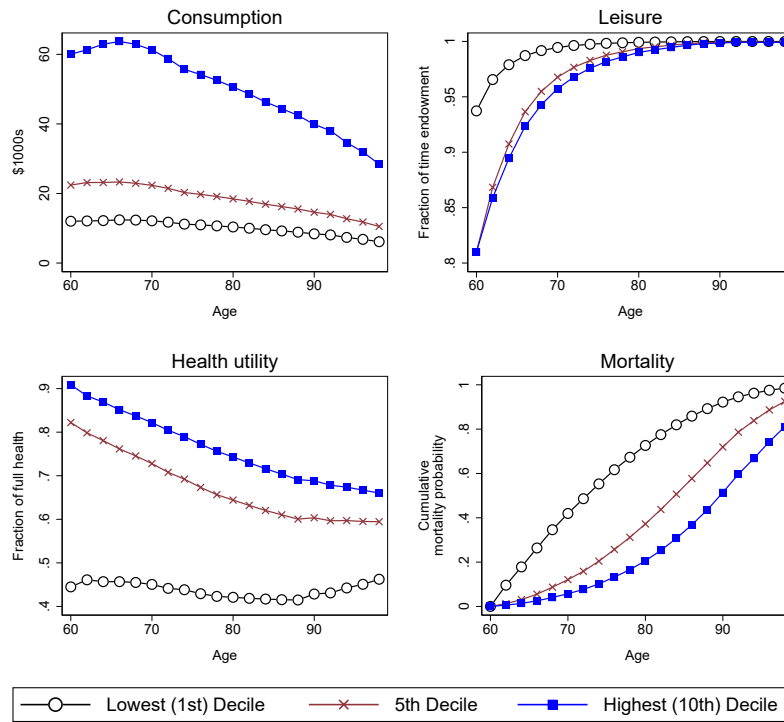 Consumption
$1000s
60
40
20
0
60 70 80 90
Age
Leisure
Fraction of time endowment
1
.95
.9
.85
.8
60 70 80 90
Age
Health utility
Fraction of full health
.9
.8
.7
.6
.5
.4
60 70 80 90
Age
Mortality
Cumulative
mortality probability
1
.8
.6
.4
.2
0
60 70 80 90
Age
Lowest (1st) Decile 5th Decile Highest (10th) Decile